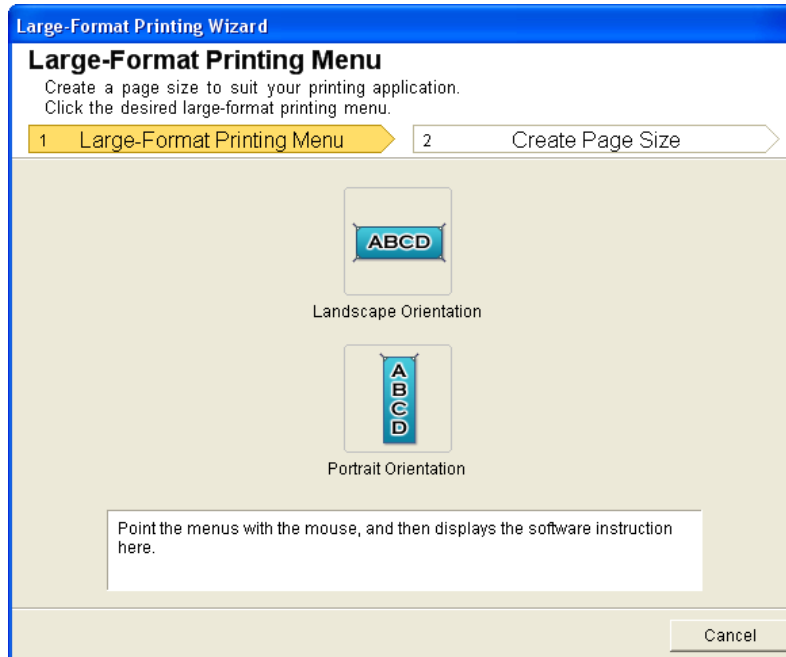 Large-Format Printing Wizard
Large-Format Printing Menu
Create a page size to suit your printing application.
Click the desired large-format printing menu.
1 Large-Format Printing Menu 2 Create Page Size
ABCD
Landscape Orientation
A
B
C
D
Portrait Orientation
Point the menus with the mouse, and then displays the software instruction
here.
Cancel